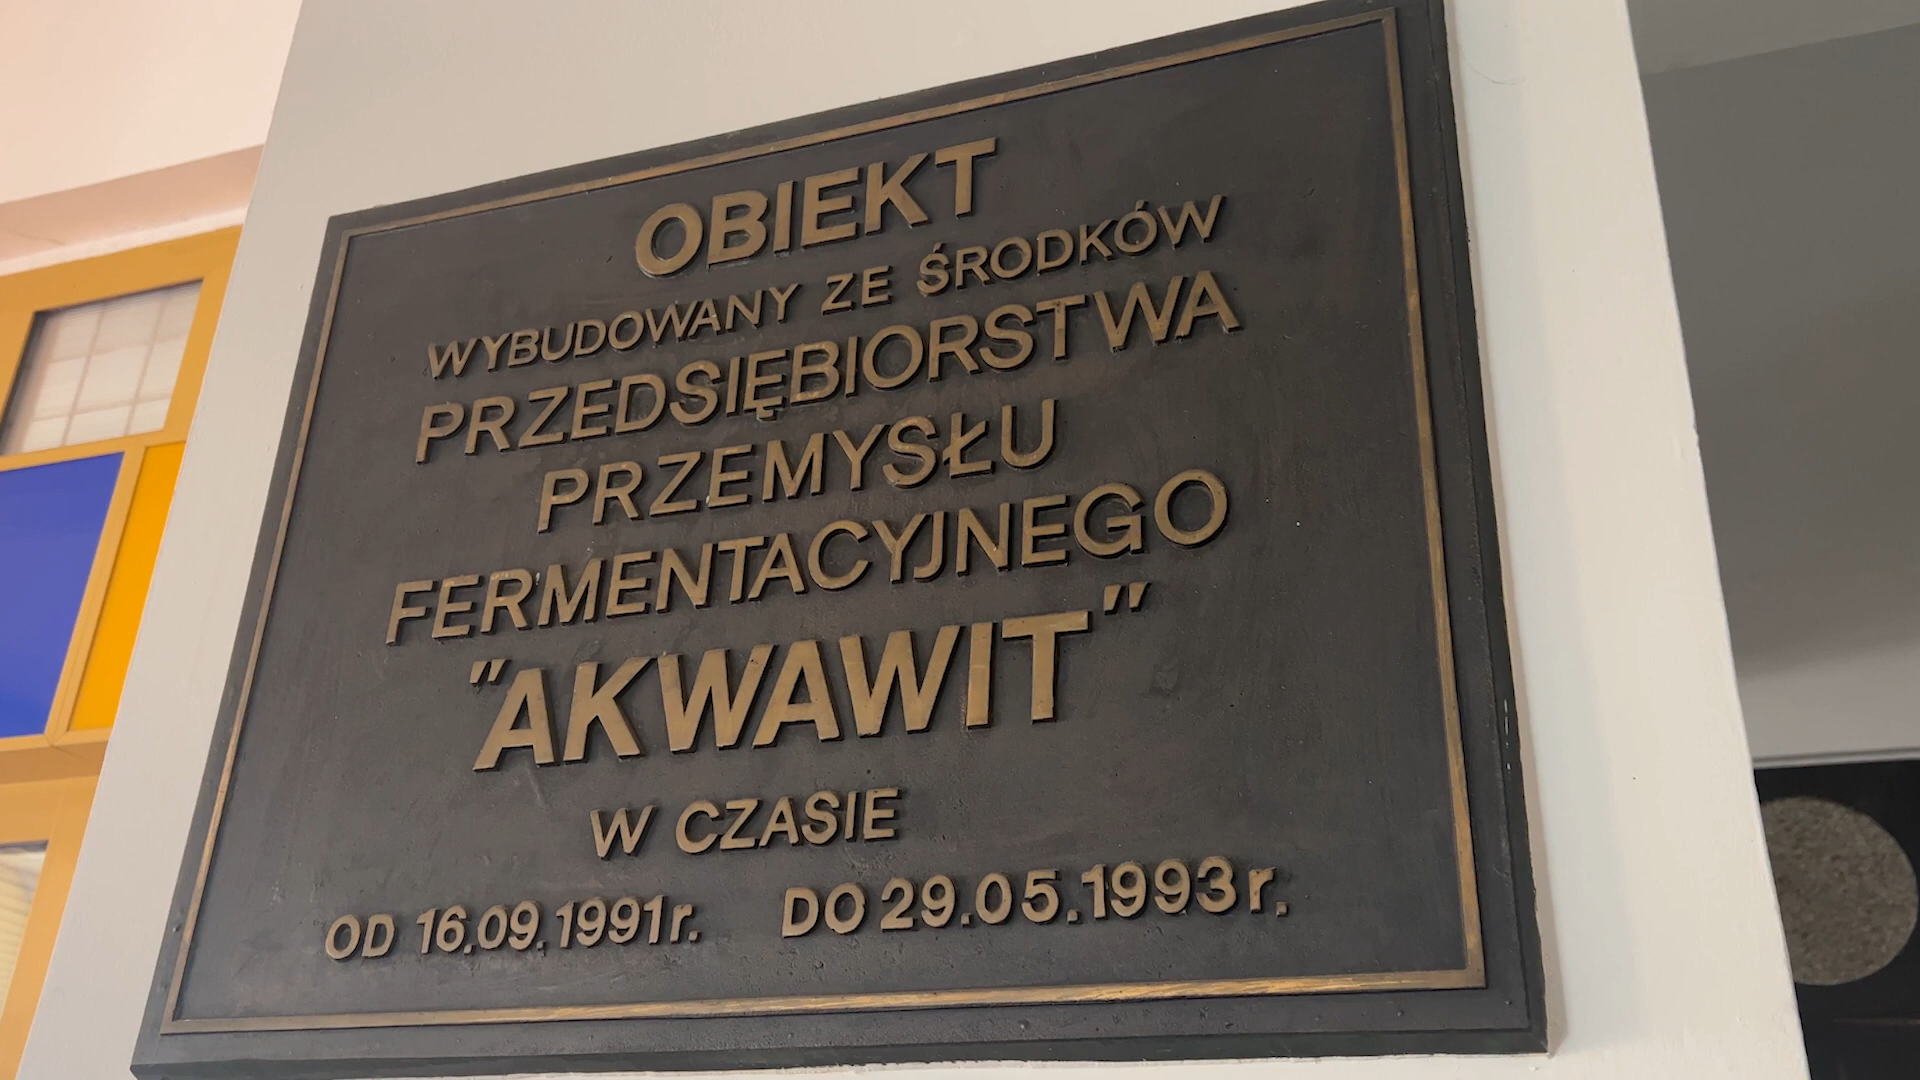 OBIEKT
WYBUDOWANY ZE ŚRODKÓW
PRZEDSIĘBIORSTWA
PRZEMYSŁU
FERMENTACYJNEGO
"AKWAWIT"
W CZASIE
OD 16.09.1991r. DO 29.05.1993r.